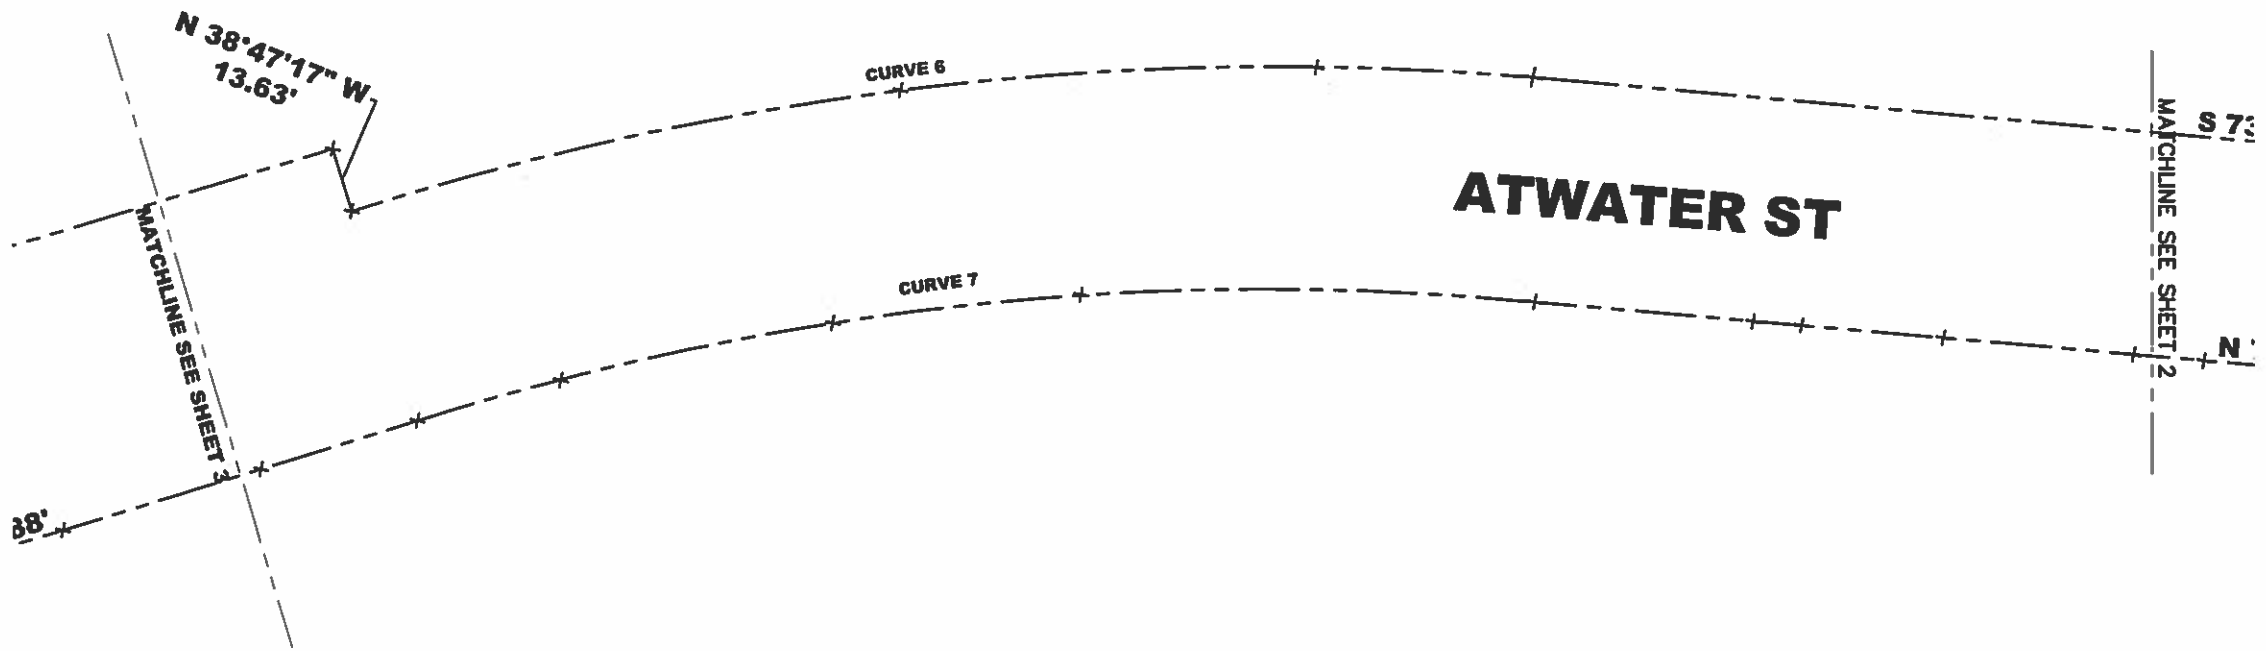 N 38°47'17" W
13.63'
CURVE 6
MATCHLINE SEE SHEET 2
S 73
ATWATER ST
MATCHLINE SEE SHEET 3
CURVE 7
N
38'